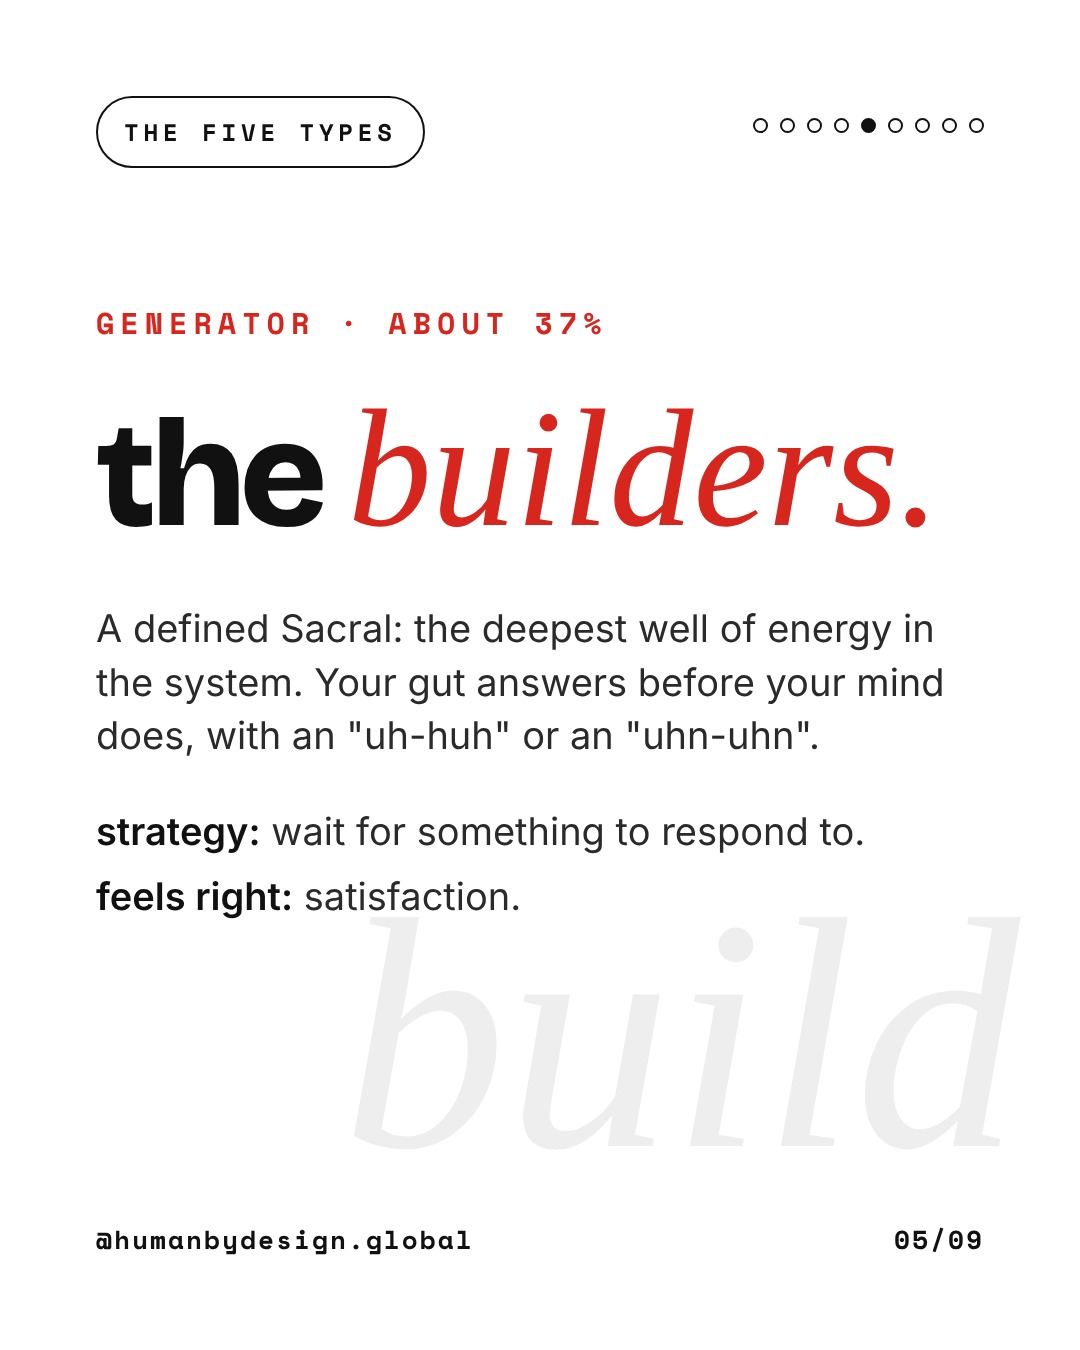 THE FIVE TYPES
GENERATOR · ABOUT 37%
the builders.
A defined Sacral: the deepest well of energy in
the system. Your gut answers before your mind
does, with an "uh-huh" or an "uhn-uhn".
strategy: wait for something to respond to.
feels right: satisfaction.
build
@humanbydesign.global
05/09